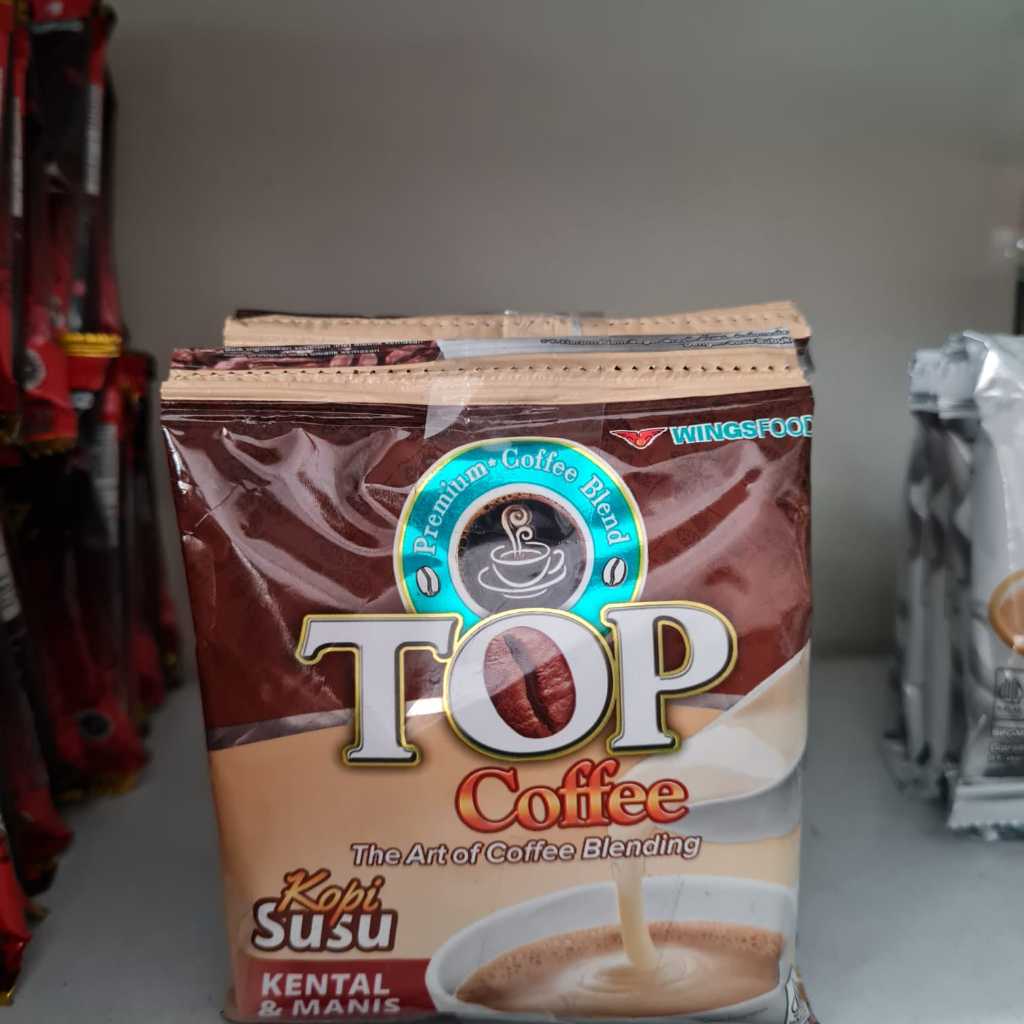 WINGSFOOD
Premium ★ Coffee Blend
TOP
Coffee
The Art of Coffee Blending
Kopi
Susu
KENTAL
& MANIS